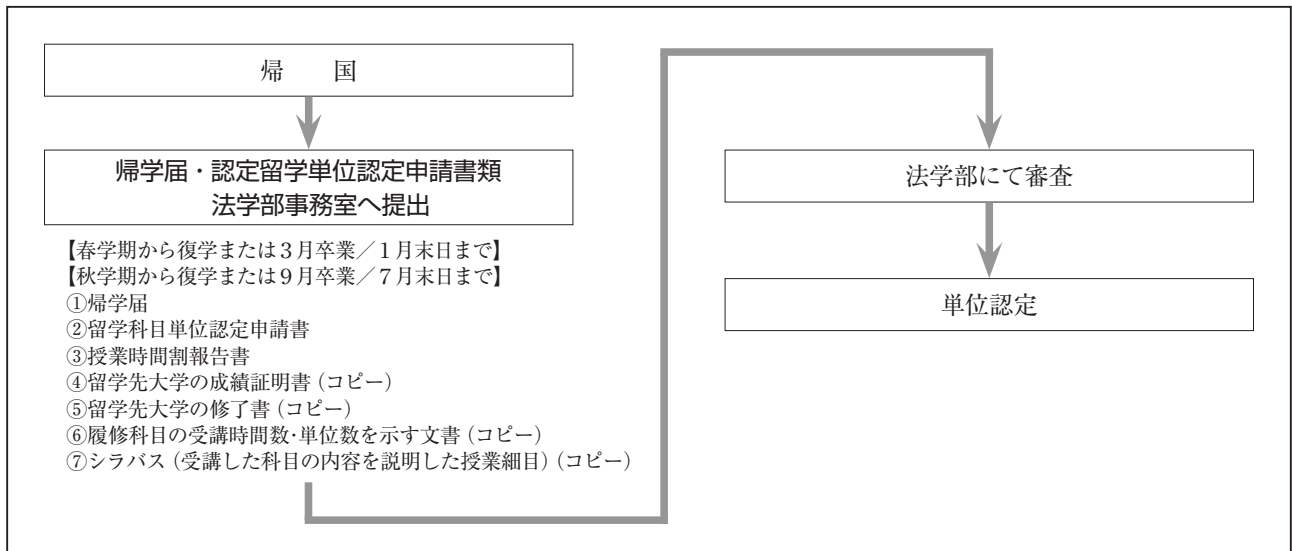 帰　国
帰学届・認定留学単位認定申請書類
法学部事務室へ提出
【春学期から復学または3月卒業／1月末日まで】
【秋学期から復学または9月卒業／7月末日まで】
①帰学届
②留学科目単位認定申請書
③授業時間割報告書
④留学先大学の成績証明書（コピー）
⑤留学先大学の修了書（コピー）
⑥履修科目の受講時間数・単位数を示す文書（コピー）
⑦シラバス（受講した科目の内容を説明した授業細目）（コピー）
法学部にて審査
単位認定